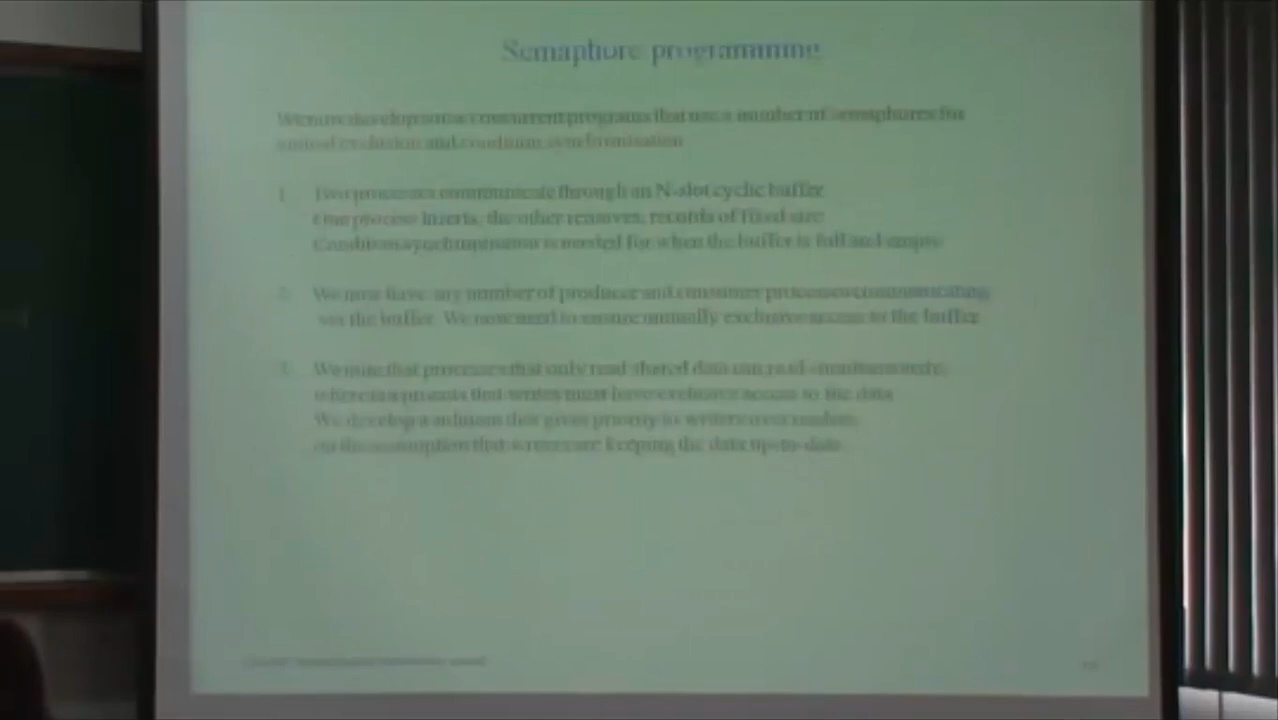 Semaphore programming
We now develop some concurrent programs that use a number of semaphores for
mutual exclusion and condition synchronisation
1. Two processes communicate through an N-slot cyclic buffer
One process inserts, the other removes, records of fixed size
Condition synchronisation is needed for when the buffer is full and empty
2. We now have any number of producer and consumer processes communicating
via the buffer. We now need to ensure mutually exclusive access to the buffer
3. We note that processes that only read shared data can read simultaneously,
whereas a process that writes must have exclusive access to the data
We develop a solution that gives priority to writers over readers,
on the assumption that writers are keeping the data up-to-date